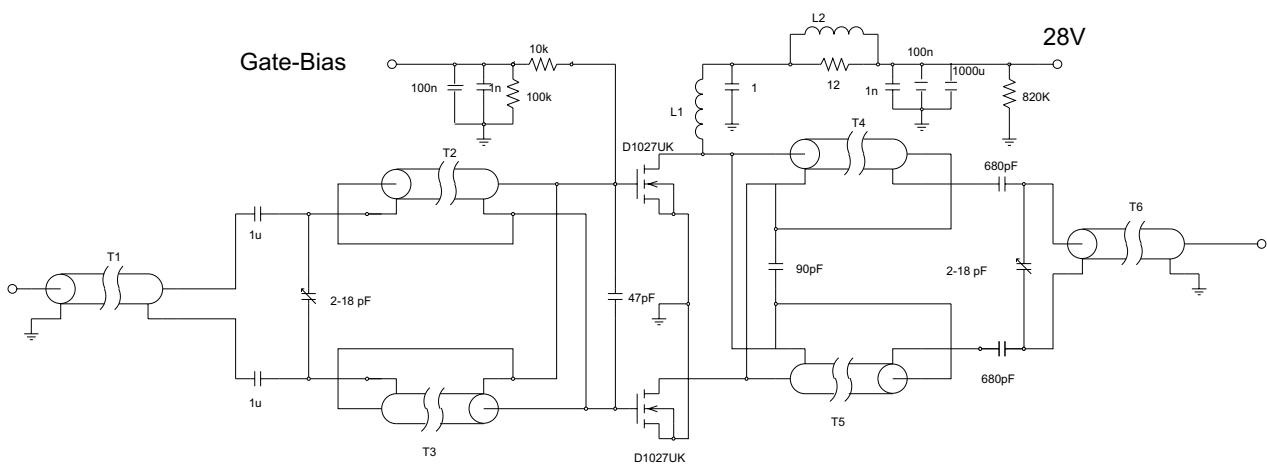 L2
Gate-Bias
10k
100n
28V
1000u
100n
1n
100k
1
12
1n
820K
L1
T4
T2
D1027UK
680pF
T6
1u
T1
2-18 pF
47pF
90pF
2-18 pF
1u
680pF
T3
T5
D1027UK